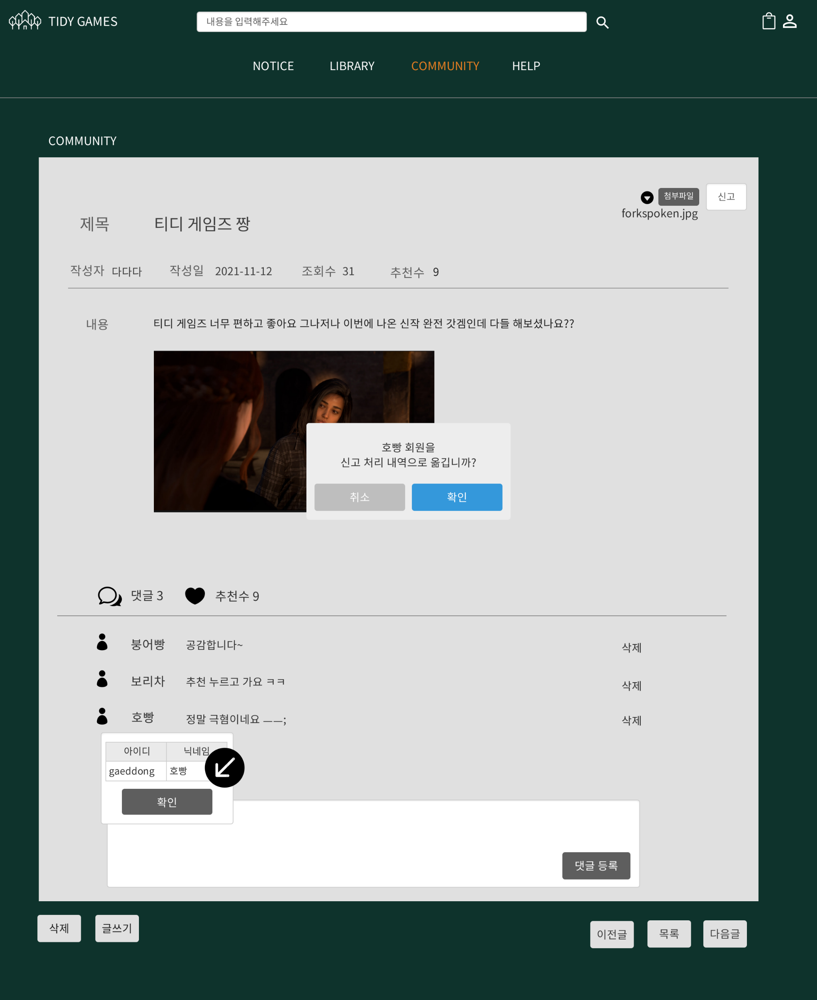 TIDY GAMES
내용을 입력해주세요
NOTICE LIBRARY COMMUNITY HELP
COMMUNITY
첨부파일 신고
forkspoken.jpg
제목 티디 게임즈 짱
작성자 다다다 작성일 2021-11-12 조회수 31 추천수 9
내용 티디 게임즈 너무 편하고 좋아요 그나저나 이번에 나온 신작 완전 갓겜인데 다들 해보셨나요??
호빵 회원을
신고 처리 내역으로 옮깁니까?
취소 확인
댓글 3 추천수 9
붕어빵 공감합니다~ 삭제
보리차 추천 누르고 가요 ㅋㅋ 삭제
호빵 정말 극혐이네요 ㅡㅡ; 삭제
아이디 닉네임
gaeddong 호빵
확인
댓글 등록
삭제 글쓰기 이전글 목록 다음글